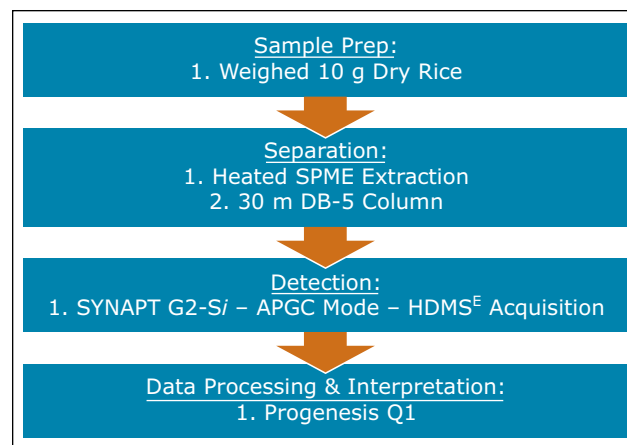 Sample Prep:
1. Weighed 10 g Dry Rice
Separation:
1. Heated SPME Extraction
2. 30 m DB-5 Column
Detection:
1. SYNAPT G2-Si – APGC Mode – HDMSᴱ Acquisition
Data Processing & Interpretation:
1. Progenesis Q1